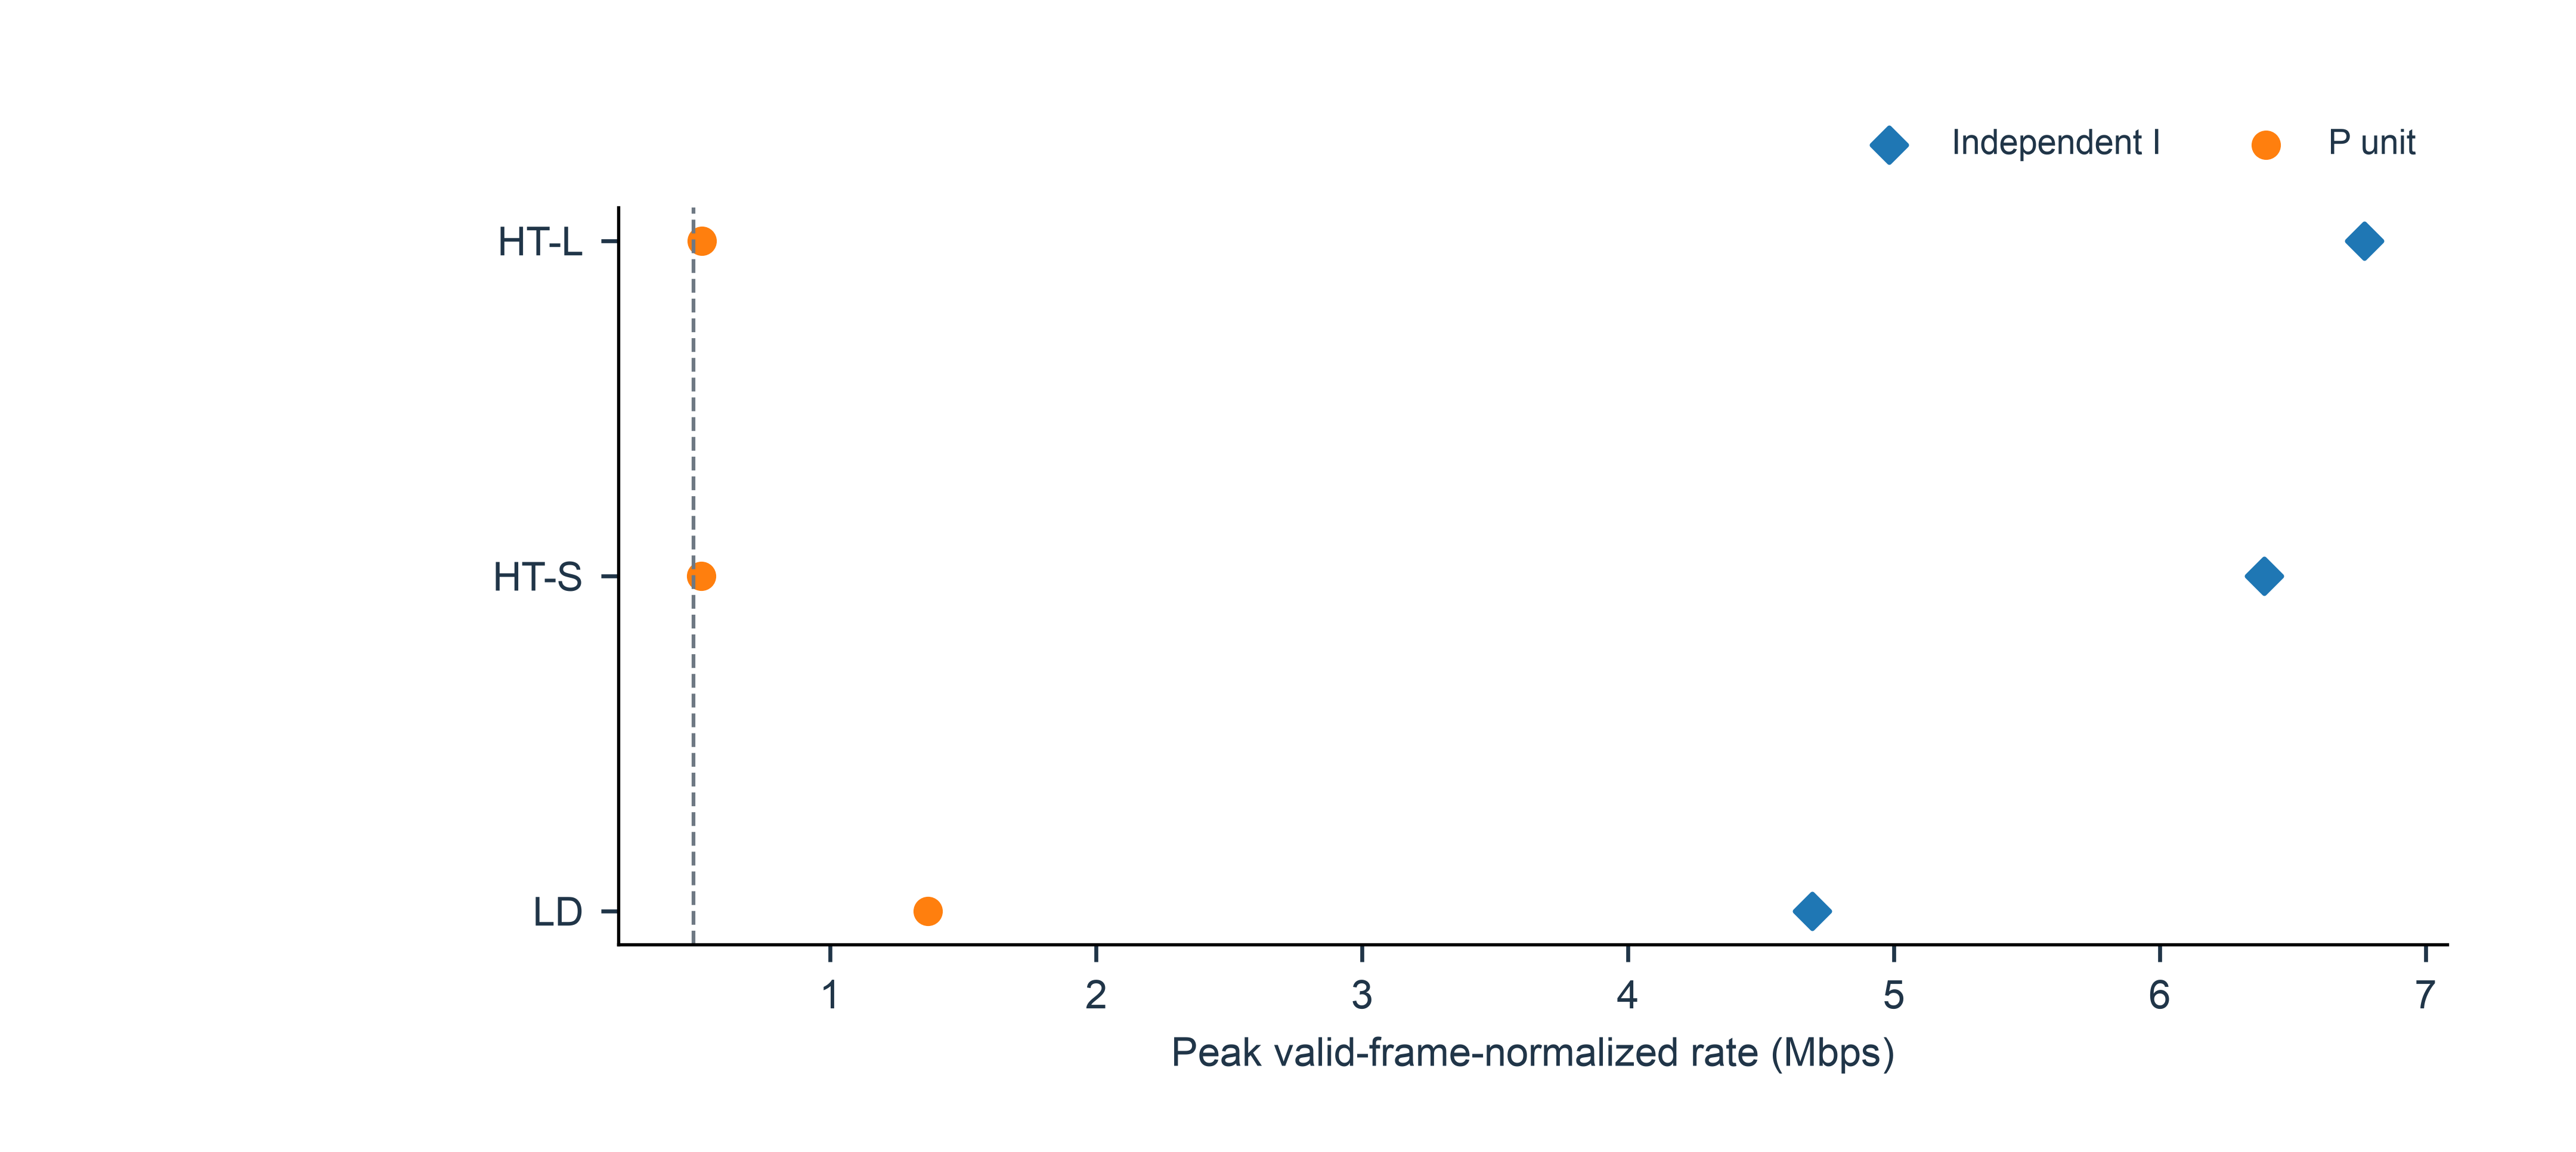 Independent I
P unit
HT-L
HT-S
LD
1 2 3 4 5 6 7
Peak valid-frame-normalized rate (Mbps)